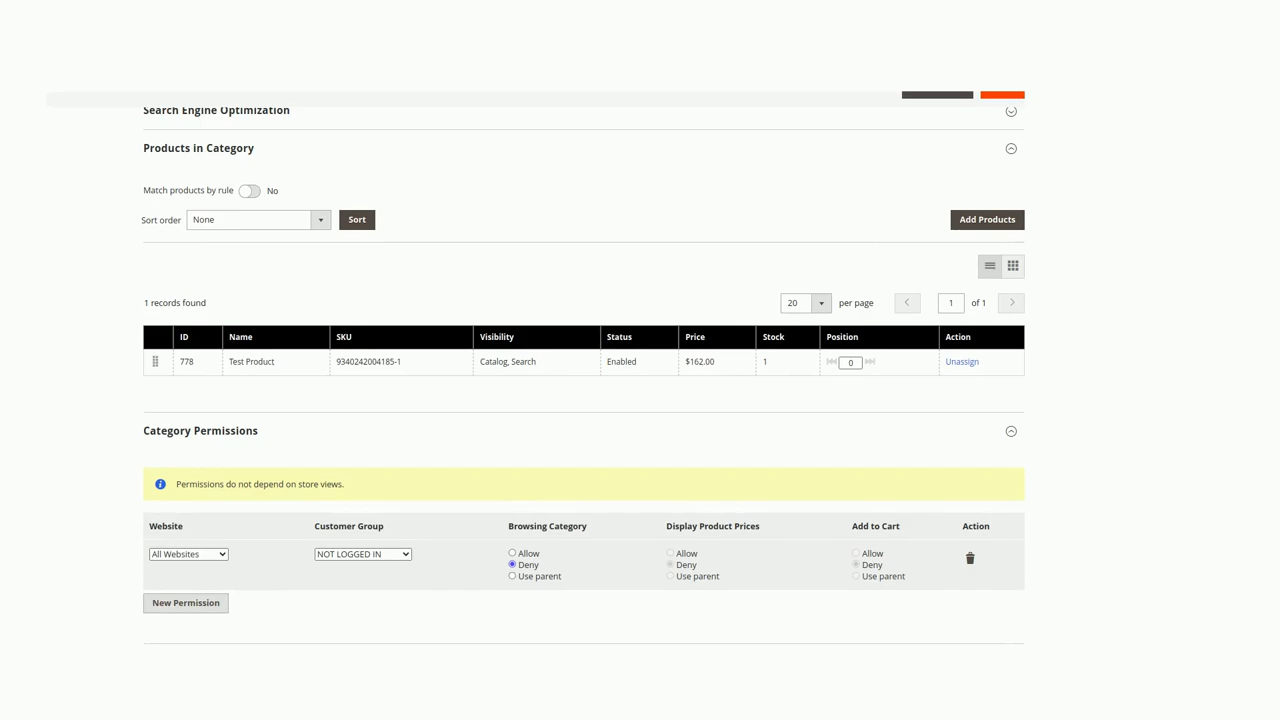 Search Engine Optimization
Products in Category
Match products by rule No
Sort order None Sort Add Products
1 records found 20 per page 1 of 1
ID Name SKU Visibility Status Price Stock Position Action
778 Test Product 9340242004185-1 Catalog, Search Enabled $162.00 1 0 Unassign
Category Permissions
Permissions do not depend on store views.
Website Customer Group Browsing Category Display Product Prices Add to Cart Action
All Websites NOT LOGGED IN Allow Allow Allow
Deny Deny Deny
Use parent Use parent Use parent
New Permission